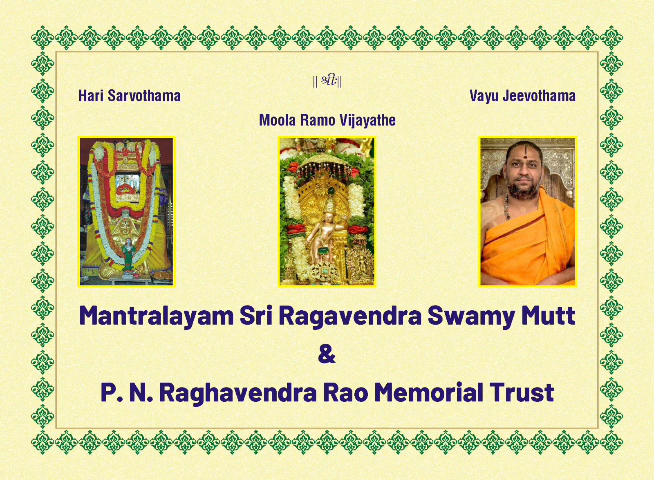 || श्रीः||
Hari Sarvothama
Vayu Jeevothama
Moola Ramo Vijayathe
Mantralayam Sri Ragavendra Swamy Mutt
&
P. N. Raghavendra Rao Memorial Trust